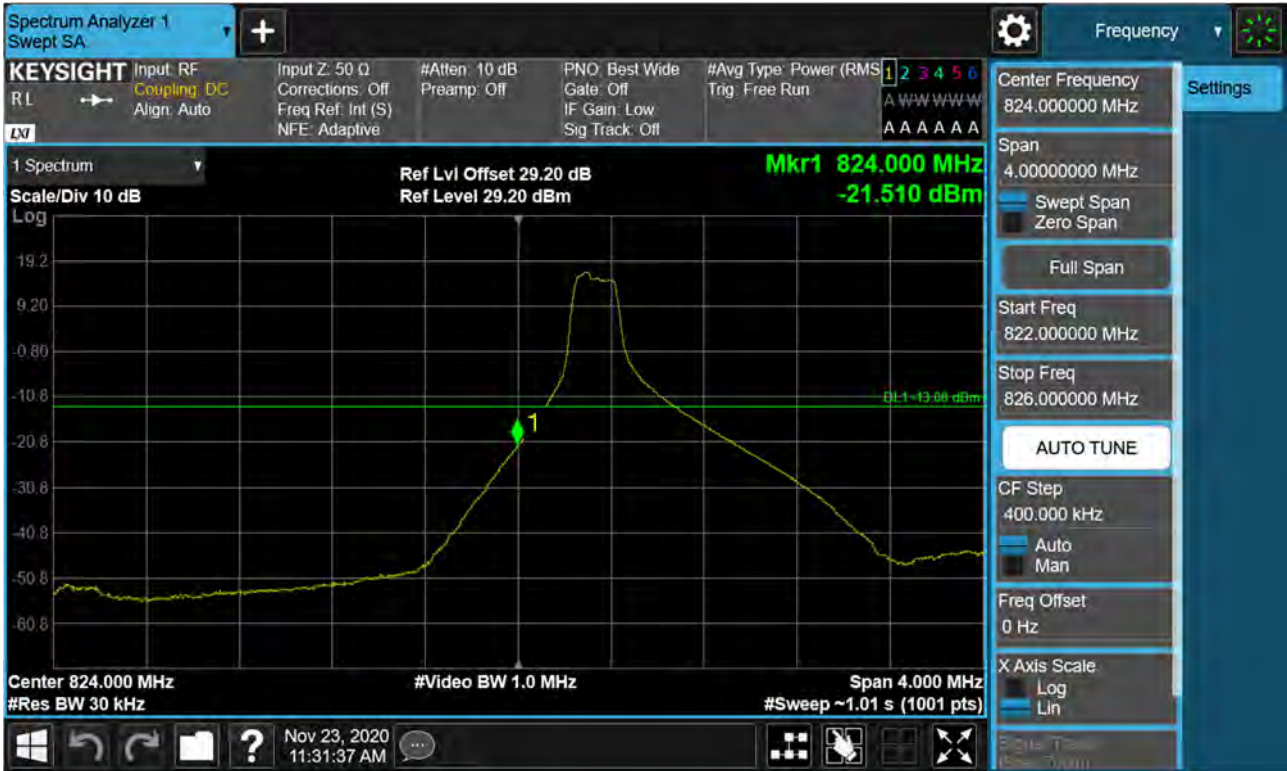 Spectrum Analyzer 1
Swept SA
+
Frequency
KEYSIGHT
RL
LXI
Input: RF
Coupling: DC
Align: Auto
Input Z: 50 Ω
Corrections: Off
Freq Ref: Int (S)
NFE: Adaptive
#Atten: 10 dB
Preamp: Off
PNO: Best Wide
Gate: Off
IF Gain: Low
Sig Track: Off
#Avg Type: Power (RMS
Trig: Free Run
1 2 3 4 5 6
A W W W W W
A A A A A A
1 Spectrum
Scale/Div 10 dB
Ref Lvl Offset 29.20 dB
Ref Level 29.20 dBm
Mkr1 824.000 MHz
-21.510 dBm
Log
19.2
9.20
-0.80
-10.8
-20.8
-30.8
-40.8
-50.8
-60.8
DL1 -13.08 dBm
1
Center 824.000 MHz
#Res BW 30 kHz
#Video BW 1.0 MHz
Span 4.000 MHz
#Sweep ~1.01 s (1001 pts)
Center Frequency
824.000000 MHz
Settings
Span
4.00000000 MHz
Swept Span
Zero Span
Full Span
Start Freq
822.000000 MHz
Stop Freq
826.000000 MHz
AUTO TUNE
CF Step
400.000 kHz
Auto
Man
Freq Offset
0 Hz
X Axis Scale
Log
Lin
?
Nov 23, 2020
11:31:37 AM